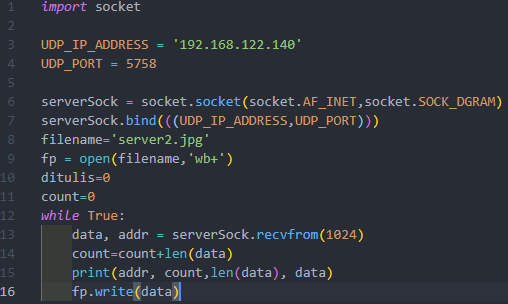 1 import socket
2
3 UDP_IP_ADDRESS = '192.168.122.140'
4 UDP_PORT = 5758
5
6 serverSock = socket.socket(socket.AF_INET,socket.SOCK_DGRAM)
7 serverSock.bind(((UDP_IP_ADDRESS,UDP_PORT)))
8 filename='server2.jpg'
9 fp = open(filename,'wb+')
10 ditulis=0
11 count=0
12 while True:
13     data, addr = serverSock.recvfrom(1024)
14     count=count+len(data)
15     print(addr, count,len(data), data)
16     fp.write(data)